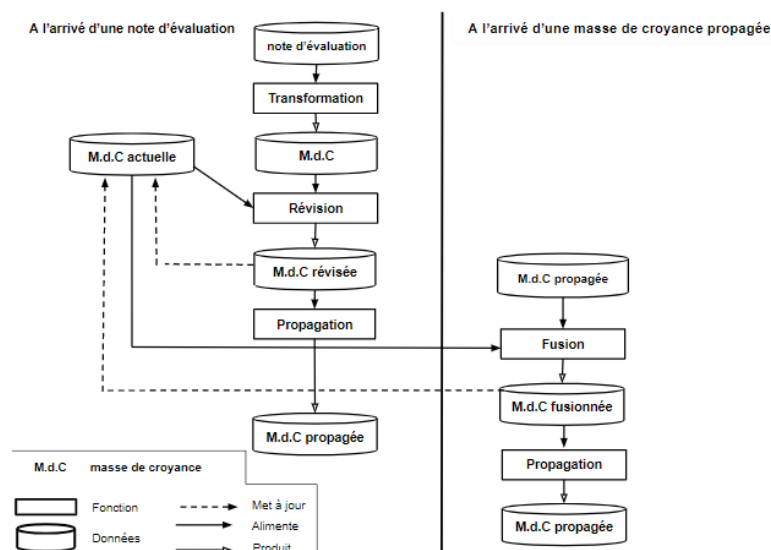 A l'arrivé d'une note d'évaluation
note d'évaluation
Transformation
M.d.C actuelle
M.d.C
Révision
M.d.C révisée
Propagation
M.d.C propagée
A l'arrivé d'une masse de croyance propagée
M.d.C propagée
Fusion
M.d.C fusionnée
Propagation
M.d.C propagée
M.d.C masse de croyance
Fonction
Met à jour
Alimente
Données
Produit